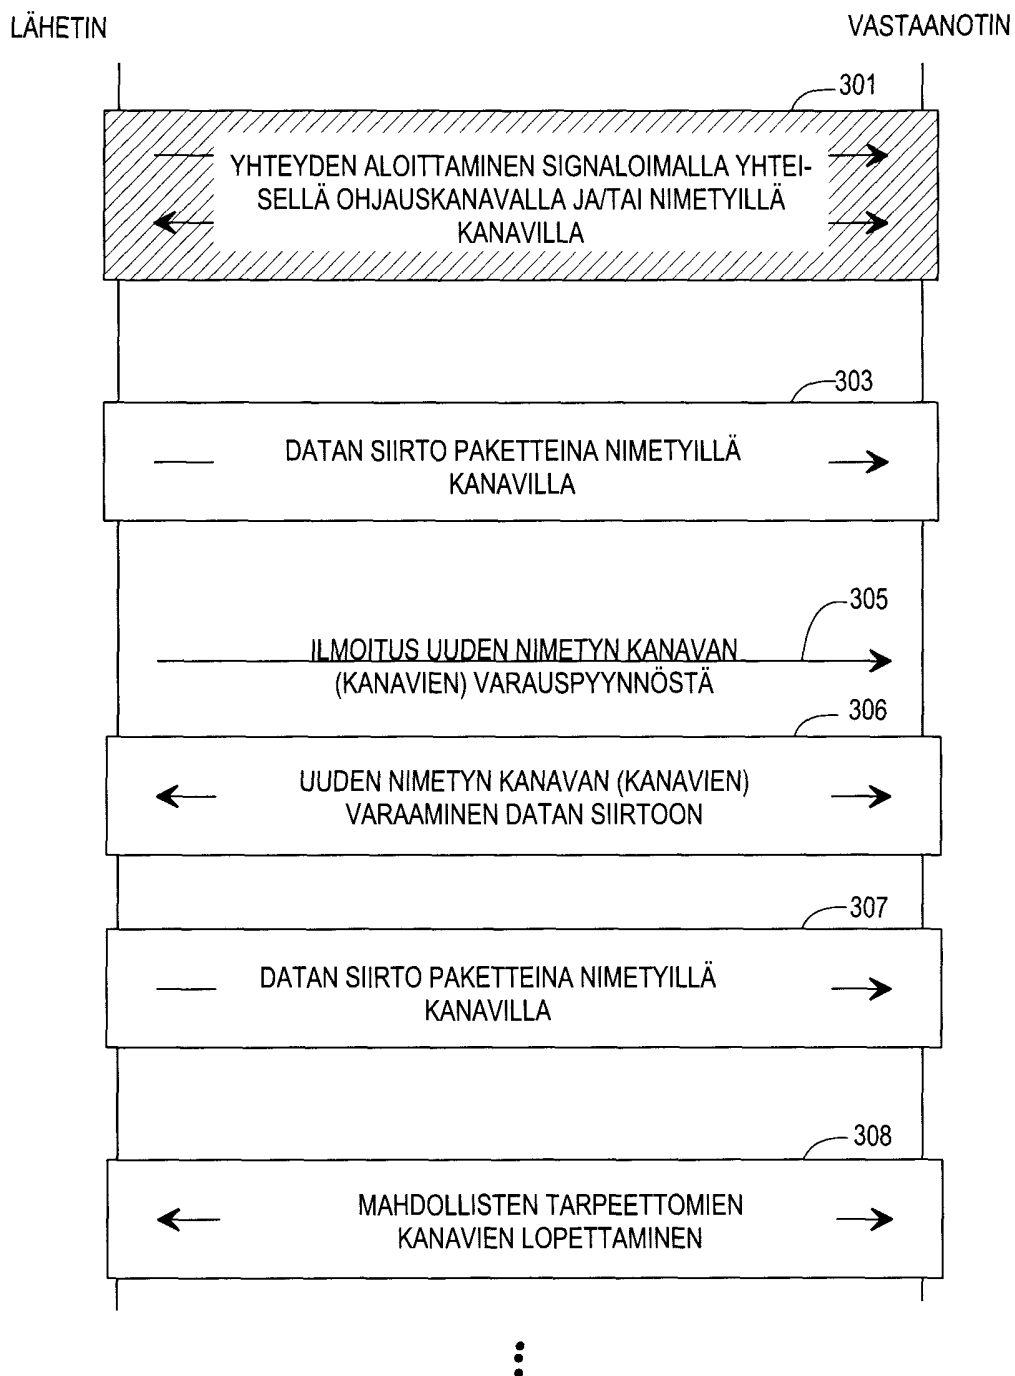 LÄHETIN
VASTAANOTIN
301
YHTEYDEN ALOITTAMINEN SIGNALOIMALLA YHTEI-
SELLÄ OHJAUSKANAVALLA JA/TAI NIMETYILLÄ
KANAVILLA
303
DATAN SIIRTO PAKETTEINA NIMETYILLÄ
KANAVILLA
305
ILMOITUS UUDEN NIMETYN KANAVAN
(KANAVIEN) VARAUSPYYNNÖSTÄ
306
UUDEN NIMETYN KANAVAN (KANAVIEN)
VARAAMINEN DATAN SIIRTOON
307
DATAN SIIRTO PAKETTEINA NIMETYILLÄ
KANAVILLA
308
MAHDOLLISTEN TARPEETTOMIEN
KANAVIEN LOPETTAMINEN